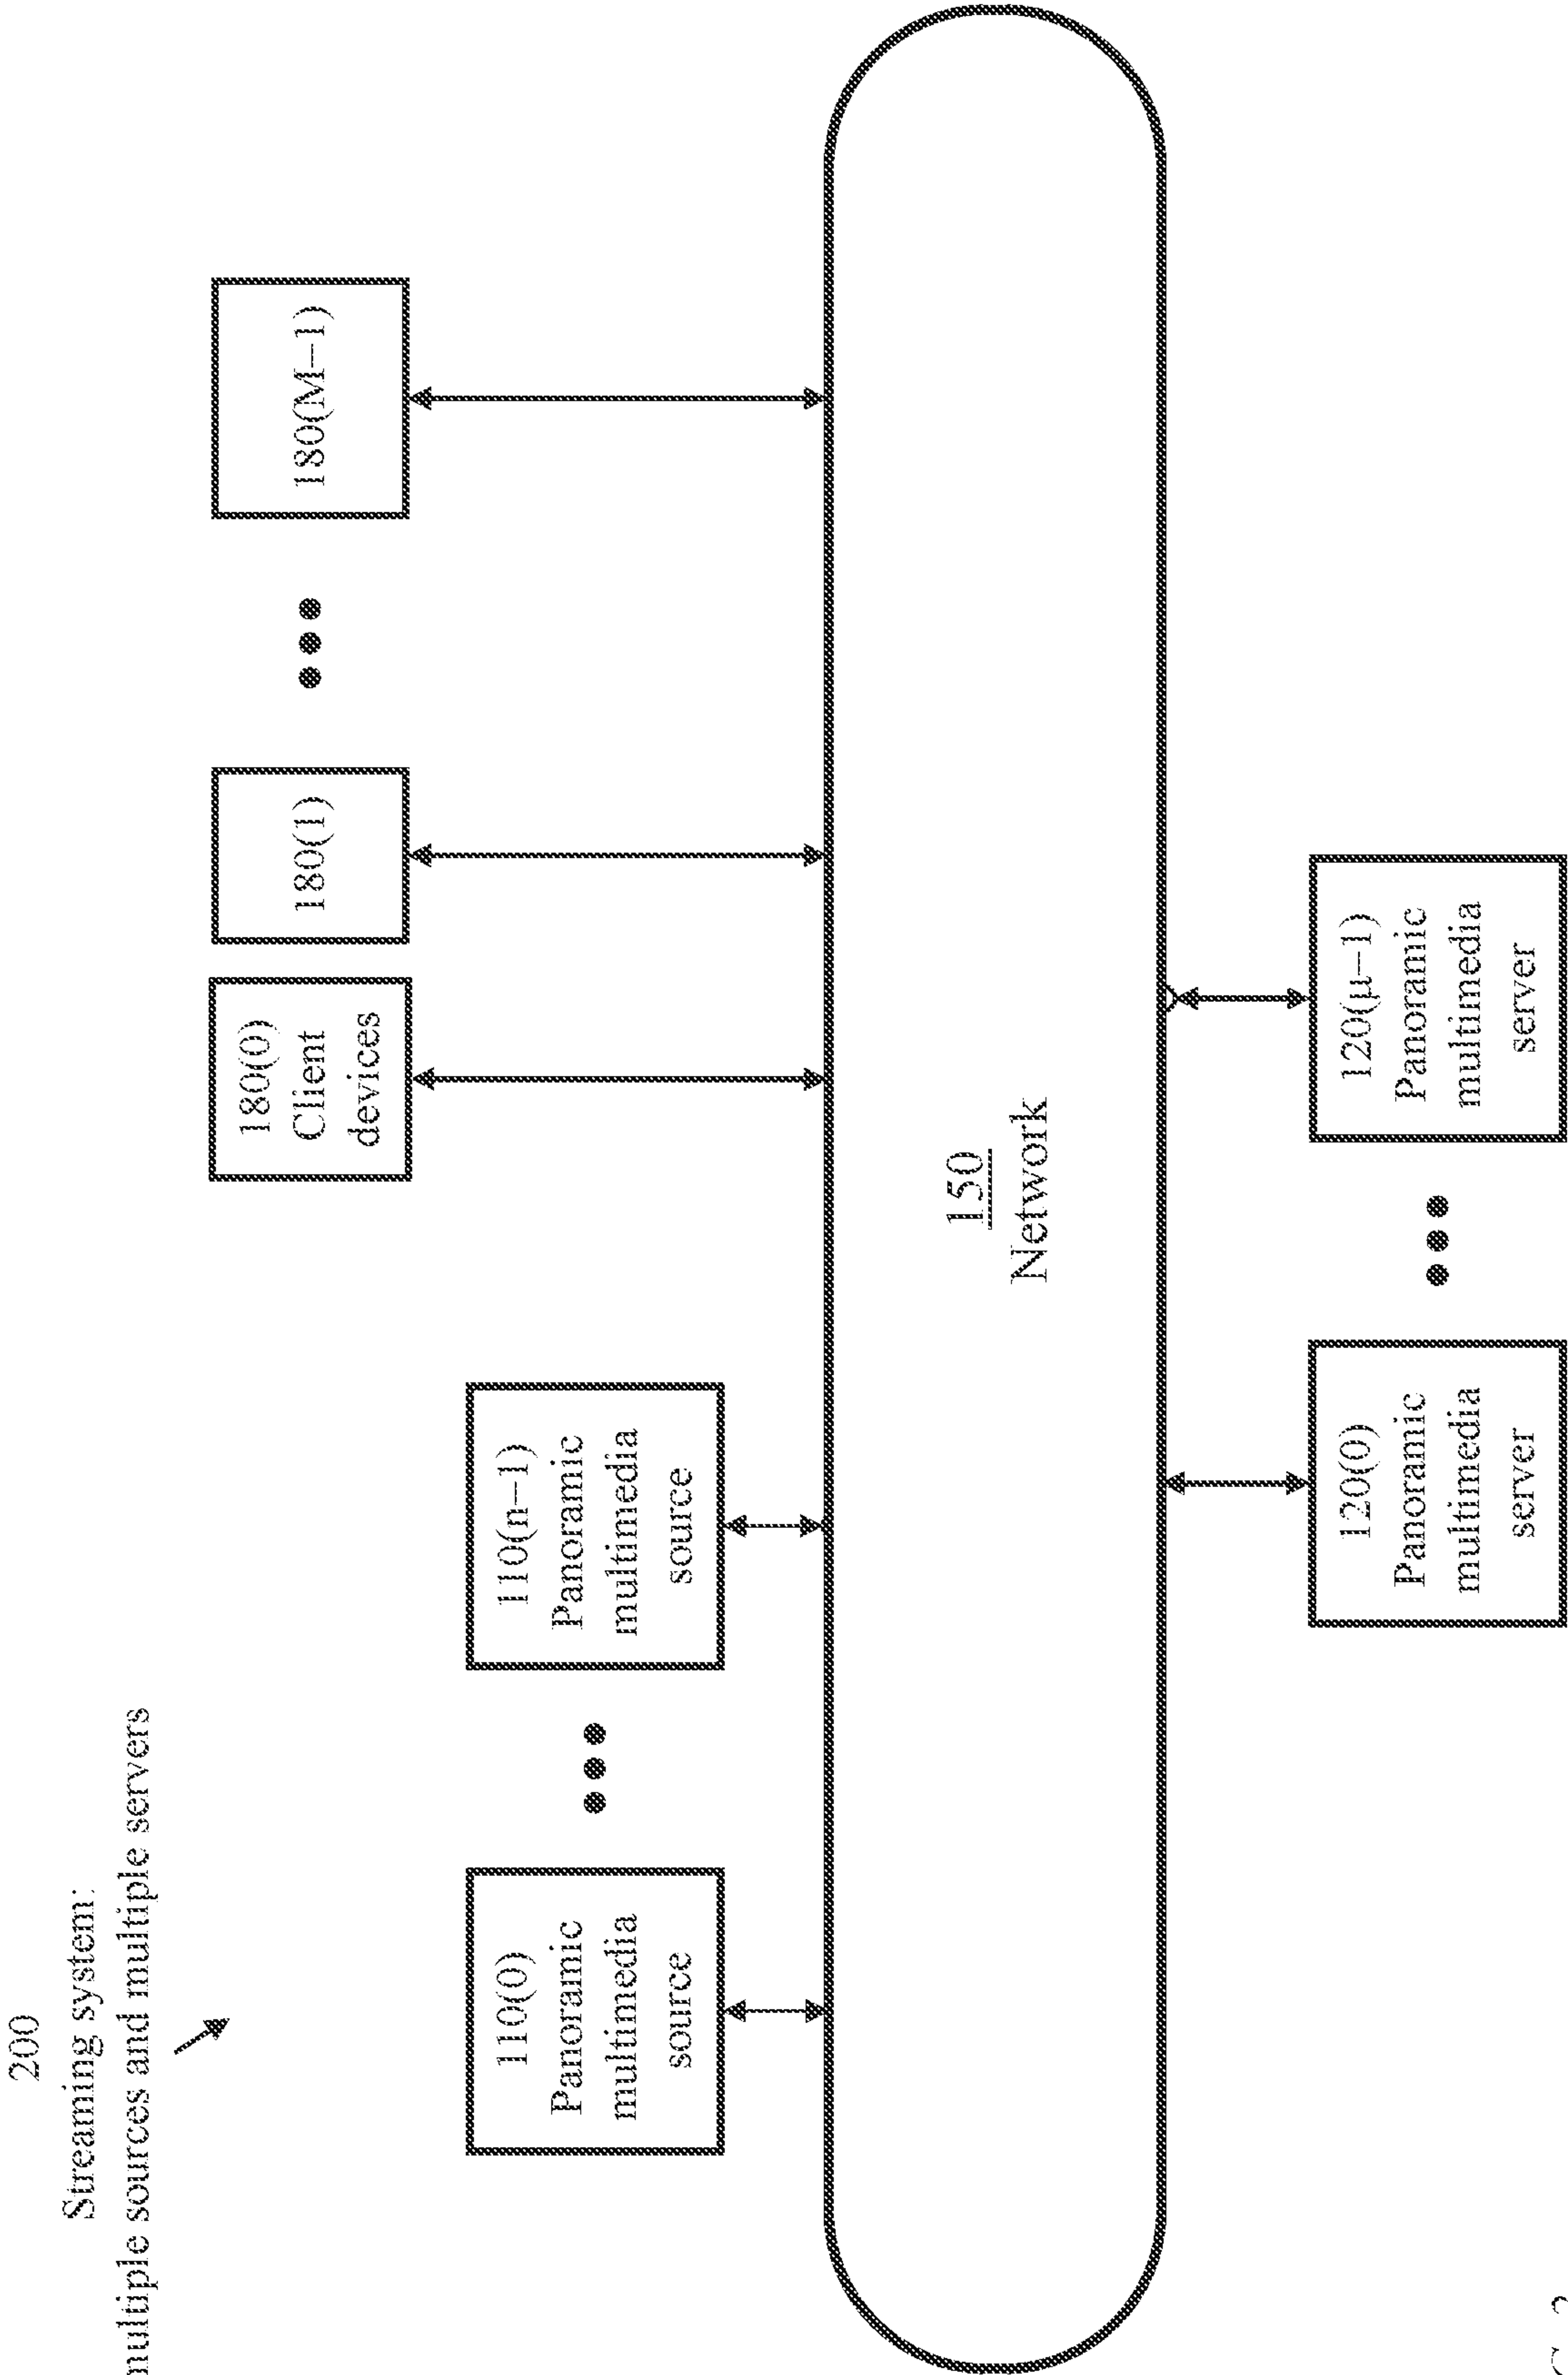 200
Streaming system:
multiple sources and multiple servers
180(0)
Client
devices
180(1)
180(M−1)
110(0)
Panoramic
multimedia
source
110(n−1)
Panoramic
multimedia
source
150
Network
120(0)
Panoramic
multimedia
server
120(μ−1)
Panoramic
multimedia
server